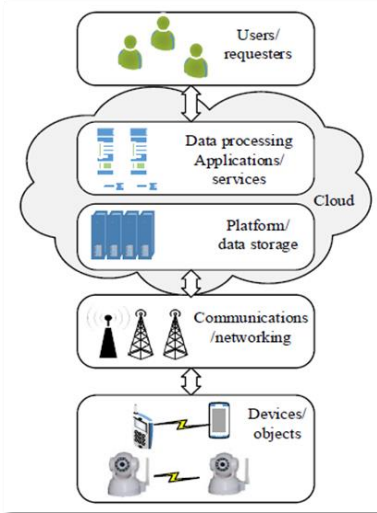 Users/
requesters
Data processing
Applications/
services
Cloud
Platform/
data storage
Communications
/networking
Devices/
objects